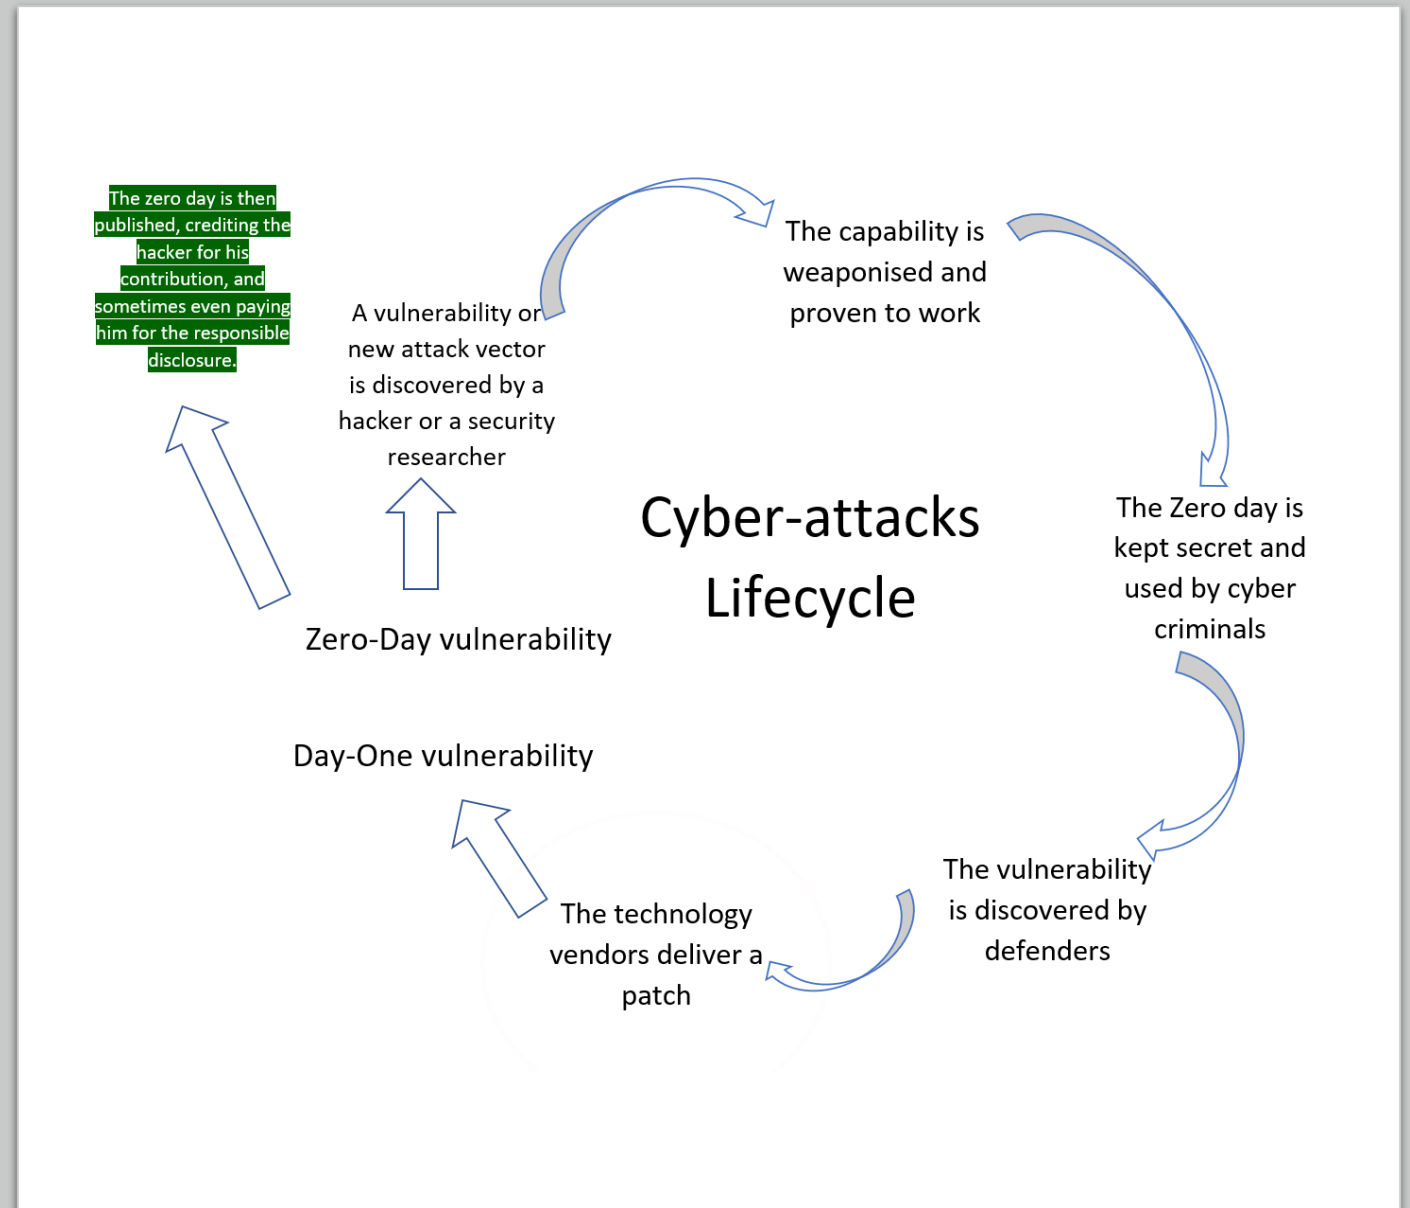 The zero day is then
published, crediting the
hacker for his
contribution, and
sometimes even paying
him for the responsible
disclosure.
A vulnerability or
new attack vector
is discovered by a
hacker or a security
researcher
The capability is
weaponised and
proven to work
The Zero day is
kept secret and
used by cyber
criminals
Cyber-attacks
Lifecycle
Zero-Day vulnerability
Day-One vulnerability
The vulnerability
is discovered by
defenders
The technology
vendors deliver a
patch